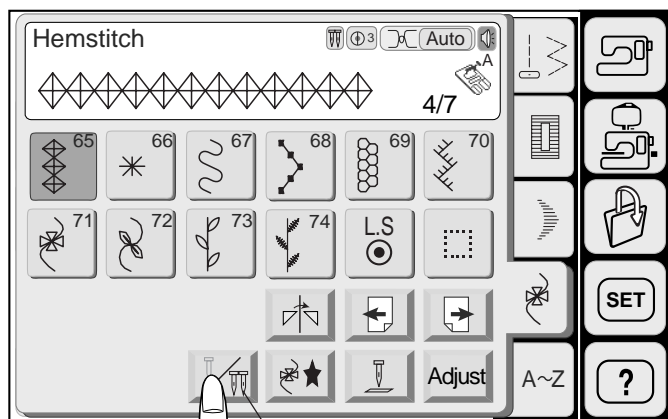 Hemstitch
3
Auto
A
4/7
65 66 67 68 69 70
71 72 73 74 L.S
SET
Adjust
A~Z
?